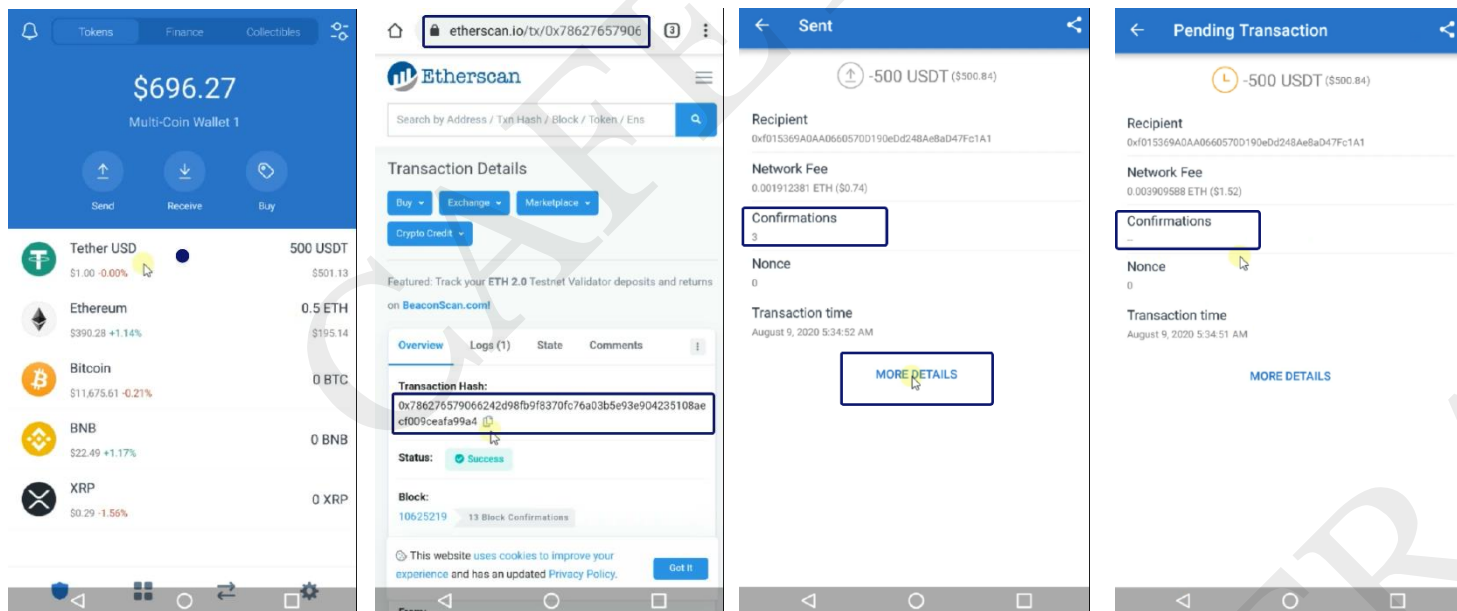 Tokens Finance Collectibles
$696.27
Multi-Coin Wallet 1
Send Receive Buy
Tether USD 500 USDT
$1.00 -0.00% $501.13
Ethereum 0.5 ETH
$390.28 +1.14% $195.14
Bitcoin 0 BTC
$11,675.61 -0.21%
BNB 0 BNB
$22.49 +1.17%
XRP 0 XRP
$0.29 -1.56%
etherscan.io/tx/0x78627657906 3
Etherscan
Search by Address / Txn Hash / Block / Token / Ens
Transaction Details
Buy Exchange Marketplace
Crypto Credit
Featured: Track your ETH 2.0 Testnet Validator deposits and returns
on BeaconScan.com!
Overview Logs (1) State Comments
Transaction Hash:
0x786276579066242d98fb9f8370fc76a03b5e93e904235108ae
cf009ceafa99a4
Status: Success
Block:
10625219 13 Block Confirmations
This website uses cookies to improve your
experience and has an updated Privacy Policy.
Got It
Sent
-500 USDT ($500.84)
Recipient
0xf015369A0AA0660570D190eDd248Ae8aD47Fc1A1
Network Fee
0.001912381 ETH ($0.74)
Confirmations
3
Nonce
0
Transaction time
August 9, 2020 5:34:52 AM
MORE DETAILS
Pending Transaction
-500 USDT ($500.84)
Recipient
0xf015369A0AA0660570D190eDd248Ae8aD47Fc1A1
Network Fee
0.003909588 ETH ($1.52)
Confirmations
--
Nonce
0
Transaction time
August 9, 2020 5:34:51 AM
MORE DETAILS